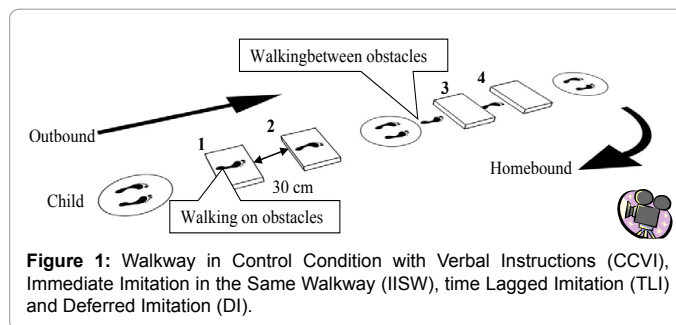 Walkingbetween obstacles
4
3
Outbound
2
1
Homebound
30 cm
Child
Walking on obstacles
Figure 1: Walkway in Control Condition with Verbal Instructions (CCVI),
Immediate Imitation in the Same Walkway (IISW), time Lagged Imitation (TLI)
and Deferred Imitation (DI).